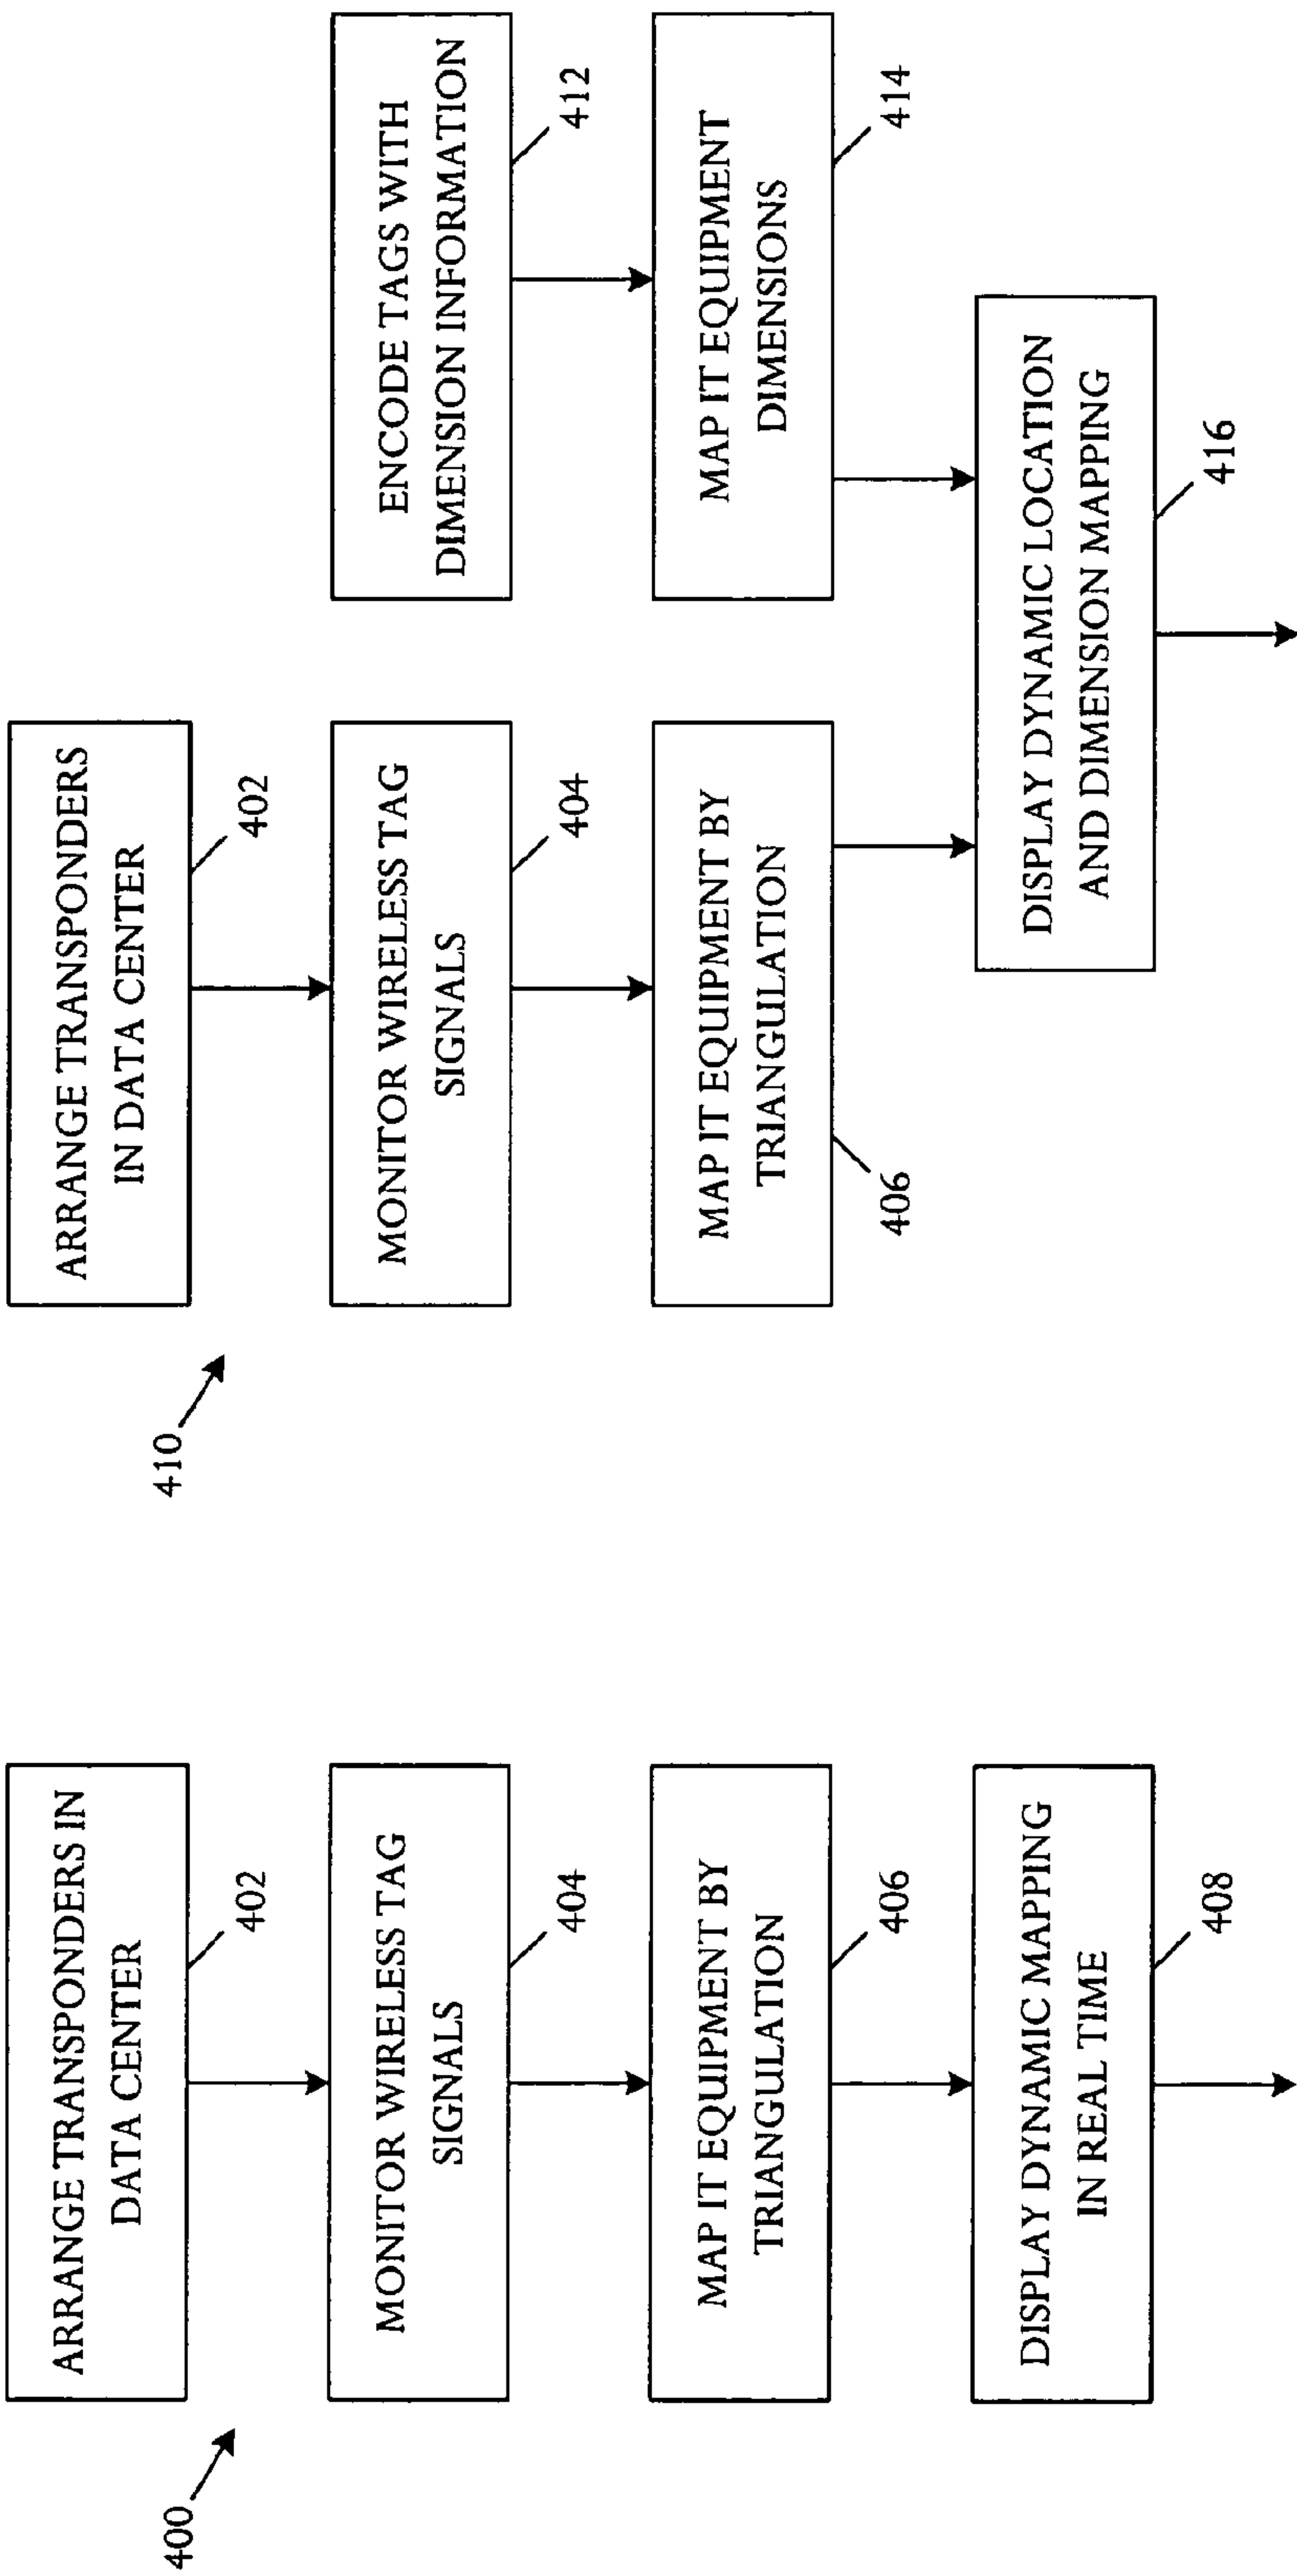 400
ARRANGE TRANSPONDERS IN
DATA CENTER
402
MONITOR WIRELESS TAG
SIGNALS
404
MAP IT EQUIPMENT BY
TRIANGULATION
406
DISPLAY DYNAMIC MAPPING
IN REAL TIME
408
410
ARRANGE TRANSPONDERS
IN DATA CENTER
402
MONITOR WIRELESS TAG
SIGNALS
404
MAP IT EQUIPMENT BY
TRIANGULATION
406
ENCODE TAGS WITH
DIMENSION INFORMATION
412
MAP IT EQUIPMENT
DIMENSIONS
414
DISPLAY DYNAMIC LOCATION
AND DIMENSION MAPPING
416